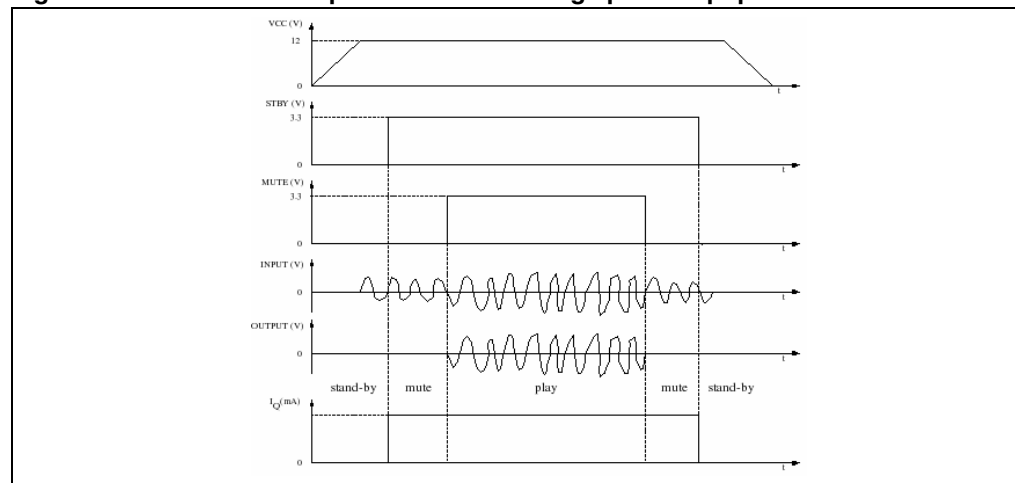 VCC (V)
12
0
t
STBY (V)
3.3
0
t
MUTE (V)
3.3
0
t
INPUT (V)
0
t
OUTPUT (V)
0
t
stand-by mute play mute stand-by
IQ(mA)
0
t